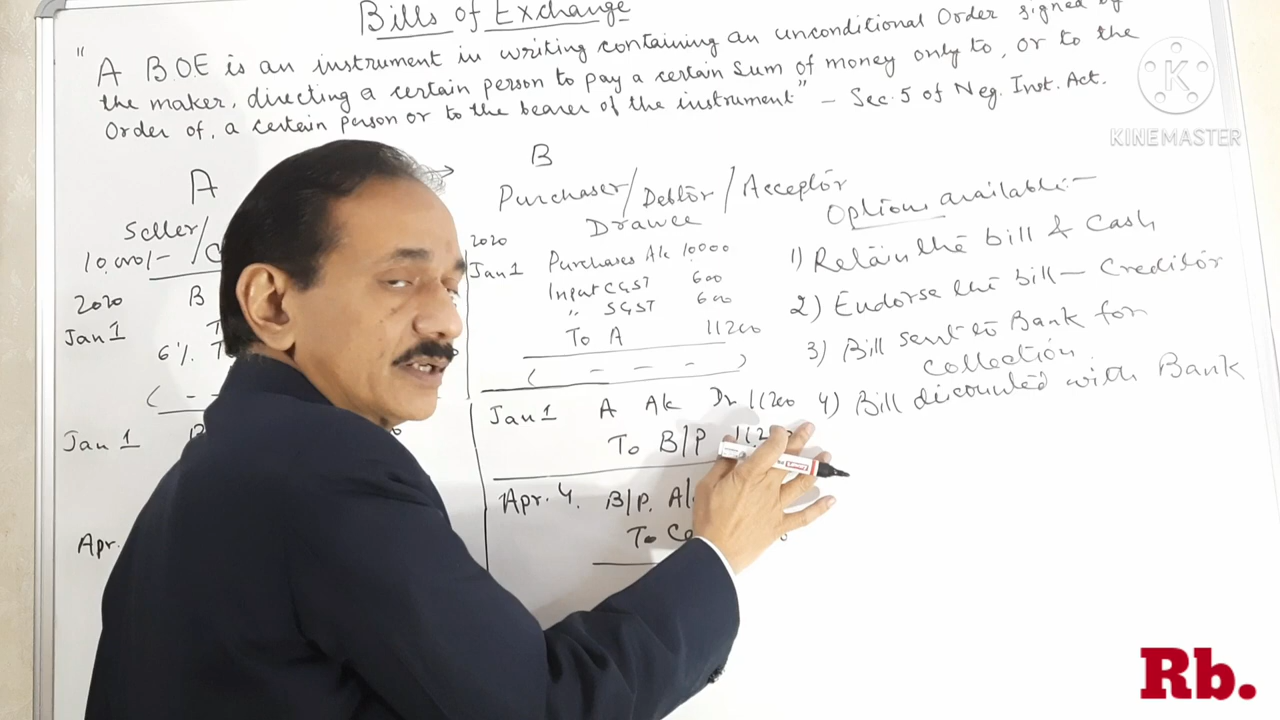 Bills of Exchange
" A B.O.E is an instrument in writing containing an unconditional Order signed by
the maker, directing a certain person to pay a certain sum of money only to, or to the
Order of, a certain person or to the bearer of the instrument" – Sec. 5 of Neg. Inst. Act.
KINEMASTER
A
Seller/
10,000/-
2020 B
Jan 1 T
6%. T
( -
Jan 1
Apr.
B
Purchaser/Debtor/Acceptor
Drawee
2020
Jan 1 Purchases A/c 10000
Input CGST 600
" SGST 600
To A 11200
( - - - )
Jan 1 A A/c Dr 11200
To B/P 112
Apr. 4. B/P. A/
To Ca
Options available:-
1) Retain the bill & Cash
2) Endorse the bill – Creditor
3) Bill sent to Bank for
collection
4) Bill discounted with Bank
Rb.